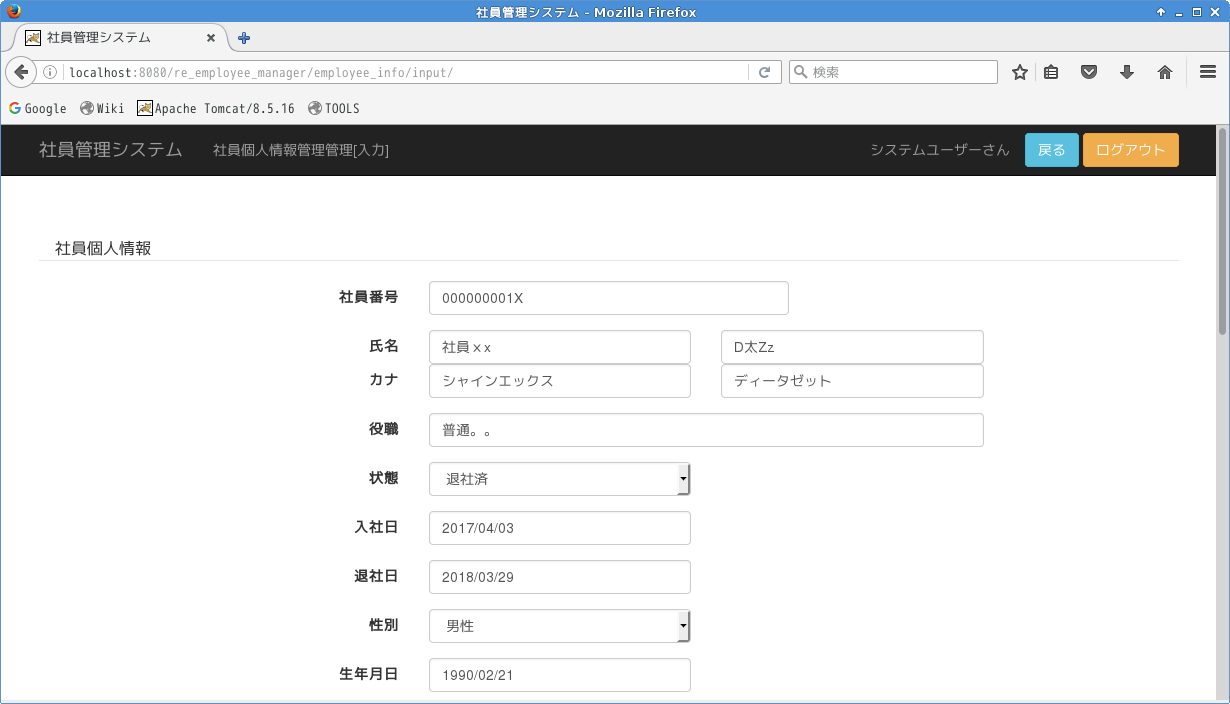 社員管理システム - Mozilla Firefox
社員管理システム
localhost:8080/re_employee_manager/employee_info/input/
検索
Google Wiki Apache Tomcat/8.5.16 TOOLS
社員管理システム 社員個人情報管理管理[入力] システムユーザーさん 戻る ログアウト
社員個人情報
社員番号 000000001X
氏名 社員ｘx D太Zz
カナ シャインエックス ディータゼット
役職 普通。。
状態 退社済
入社日 2017/04/03
退社日 2018/03/29
性別 男性
生年月日 1990/02/21